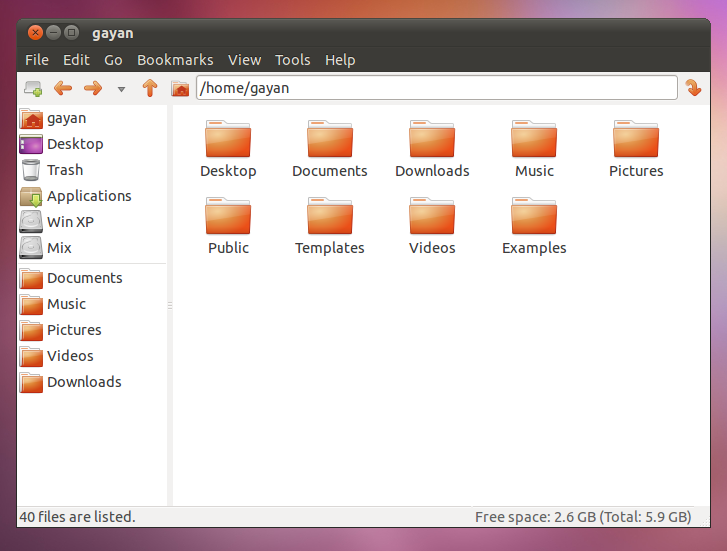 gayan
File Edit Go Bookmarks View Tools Help
/home/gayan
gayan
Desktop
Trash
Applications
Win XP
Mix
Documents
Music
Pictures
Videos
Downloads
Desktop Documents Downloads Music Pictures
Public Templates Videos Examples
40 files are listed. Free space: 2.6 GB (Total: 5.9 GB)